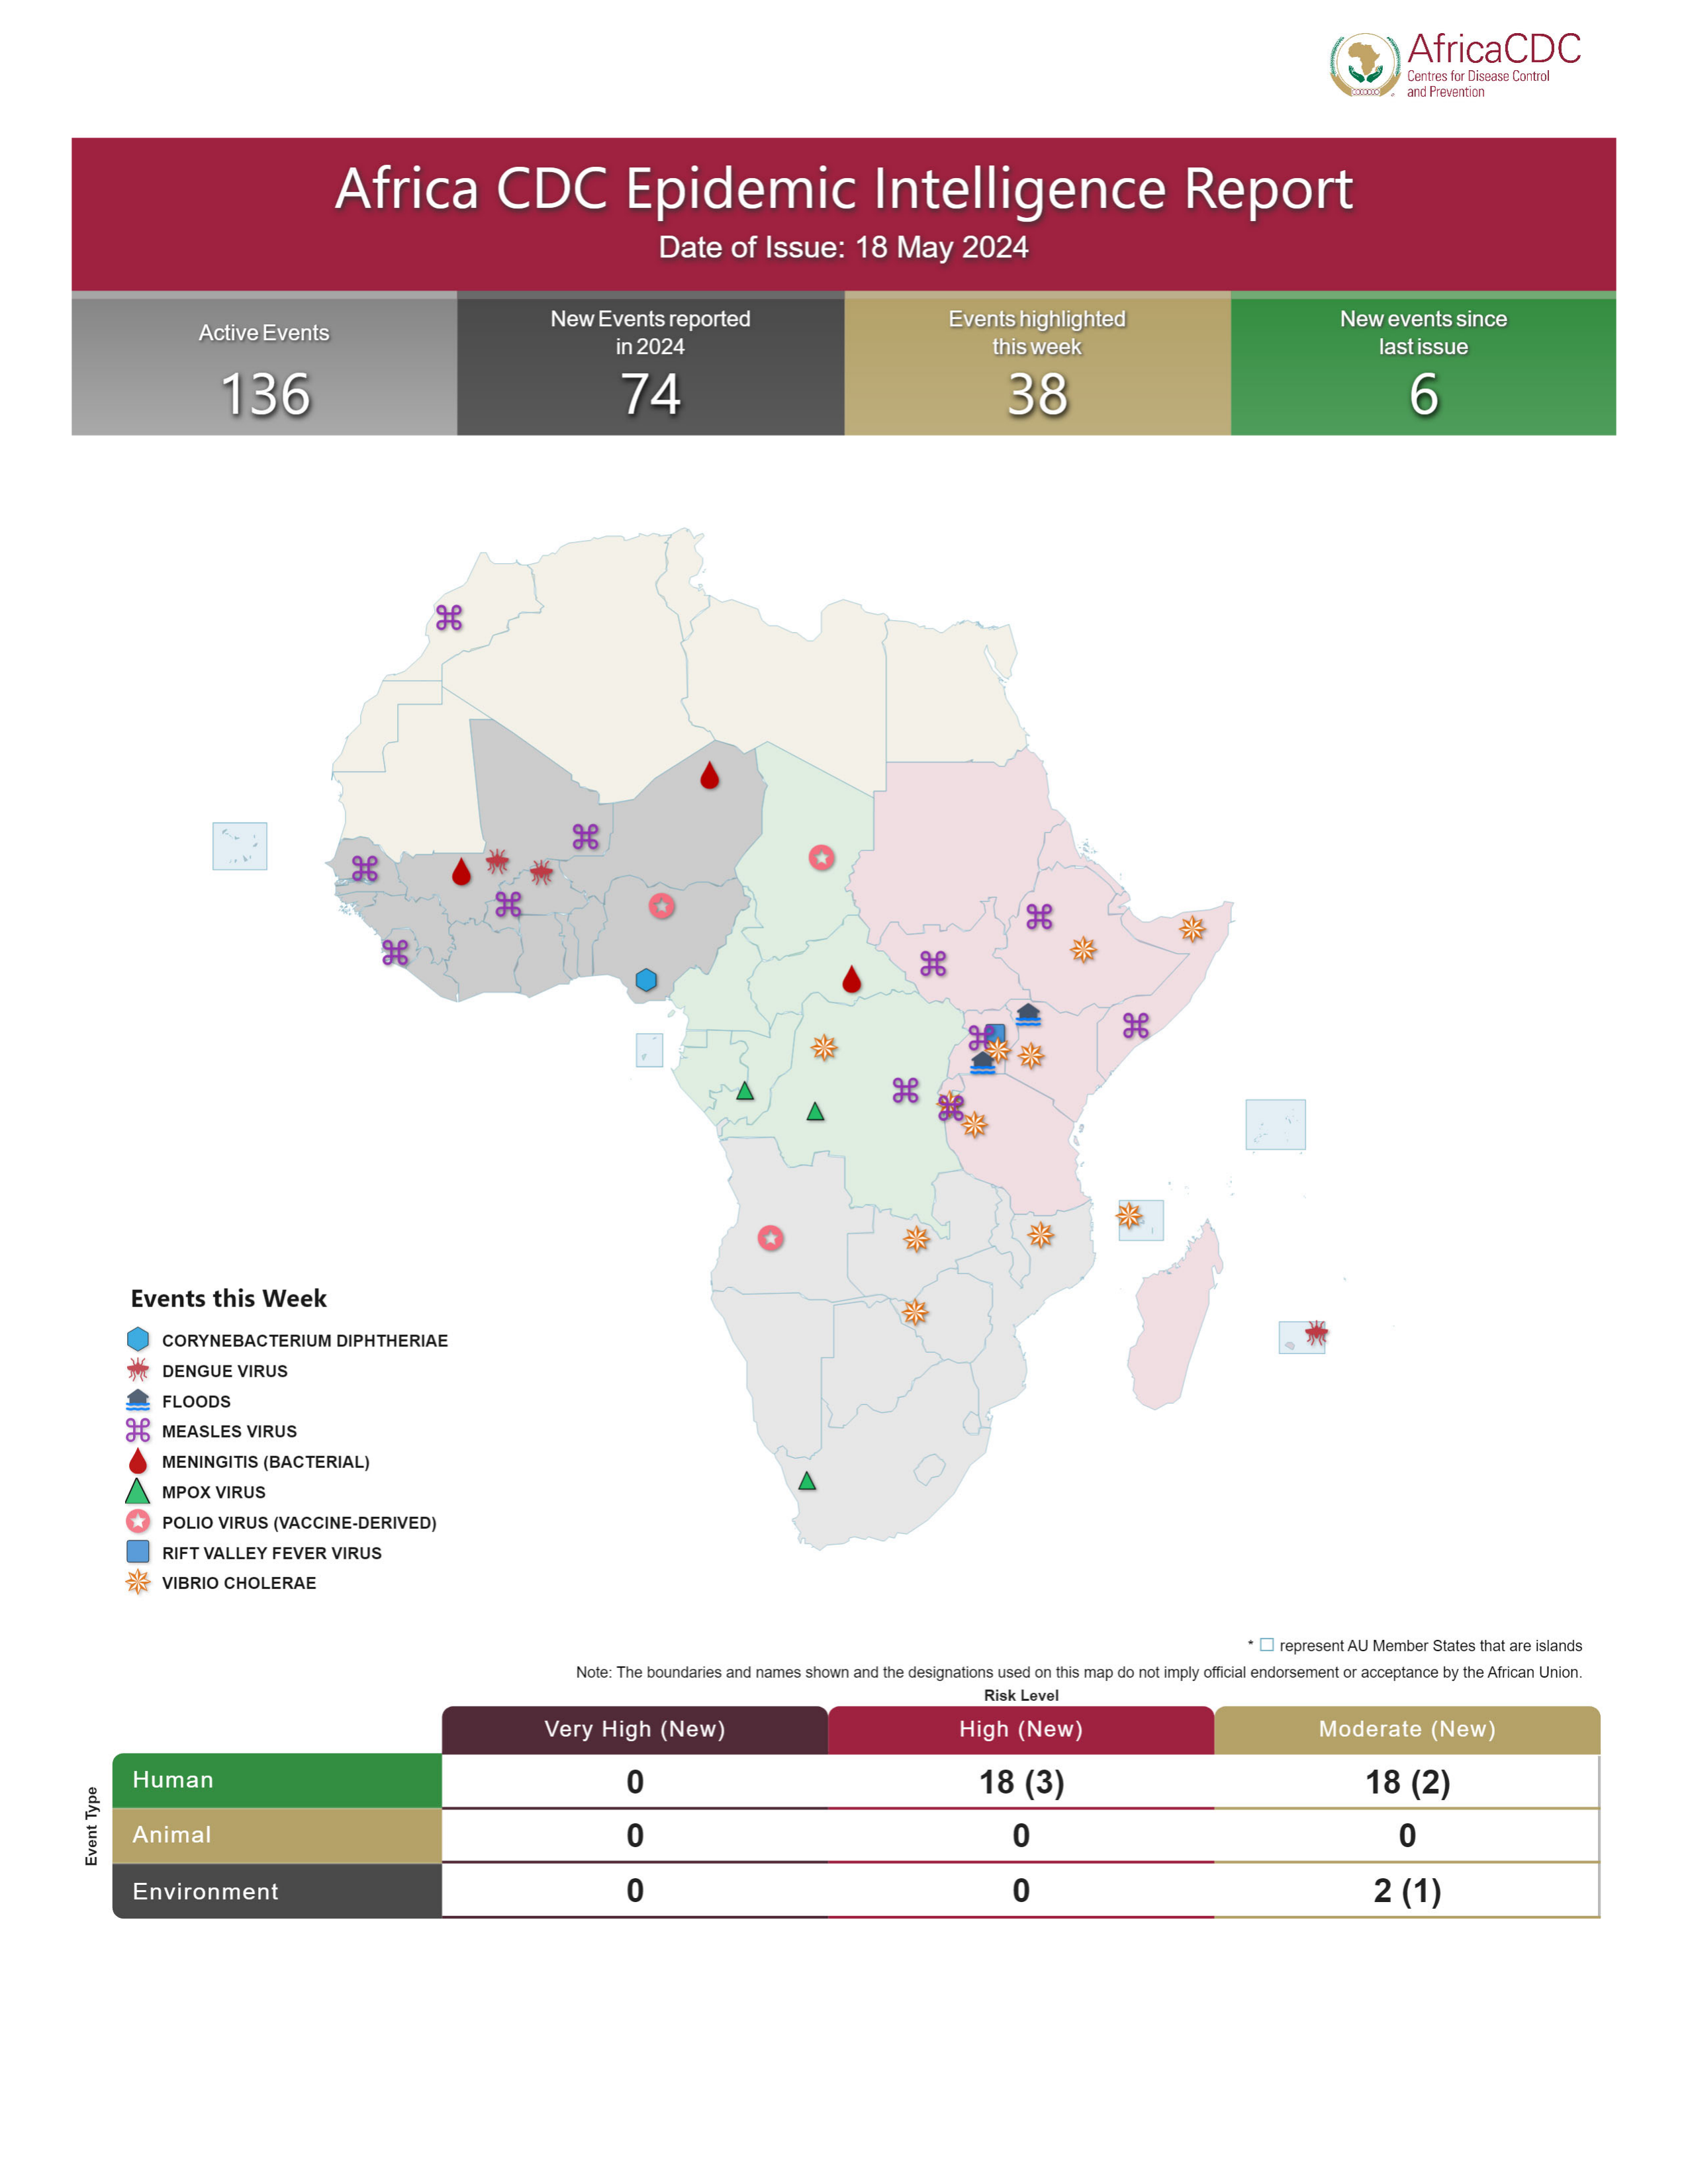 AfricaCDC
Centres for Disease Control
and Prevention
Africa CDC Epidemic Intelligence Report
Date of Issue: 18 May 2024
Active Events
136
New Events reported
in 2024
74
Events highlighted
this week
38
New events since
last issue
6
Events this Week
CORYNEBACTERIUM DIPHTHERIAE
DENGUE VIRUS
FLOODS
MEASLES VIRUS
MENINGITIS (BACTERIAL)
MPOX VIRUS
POLIO VIRUS (VACCINE-DERIVED)
RIFT VALLEY FEVER VIRUS
VIBRIO CHOLERAE
* □ represent AU Member States that are islands
Note: The boundaries and names shown and the designations used on this map do not imply official endorsement or acceptance by the African Union.
Risk Level
Very High (New) High (New) Moderate (New)
Event Type
Human 0 18 (3) 18 (2)
Animal 0 0 0
Environment 0 0 2 (1)